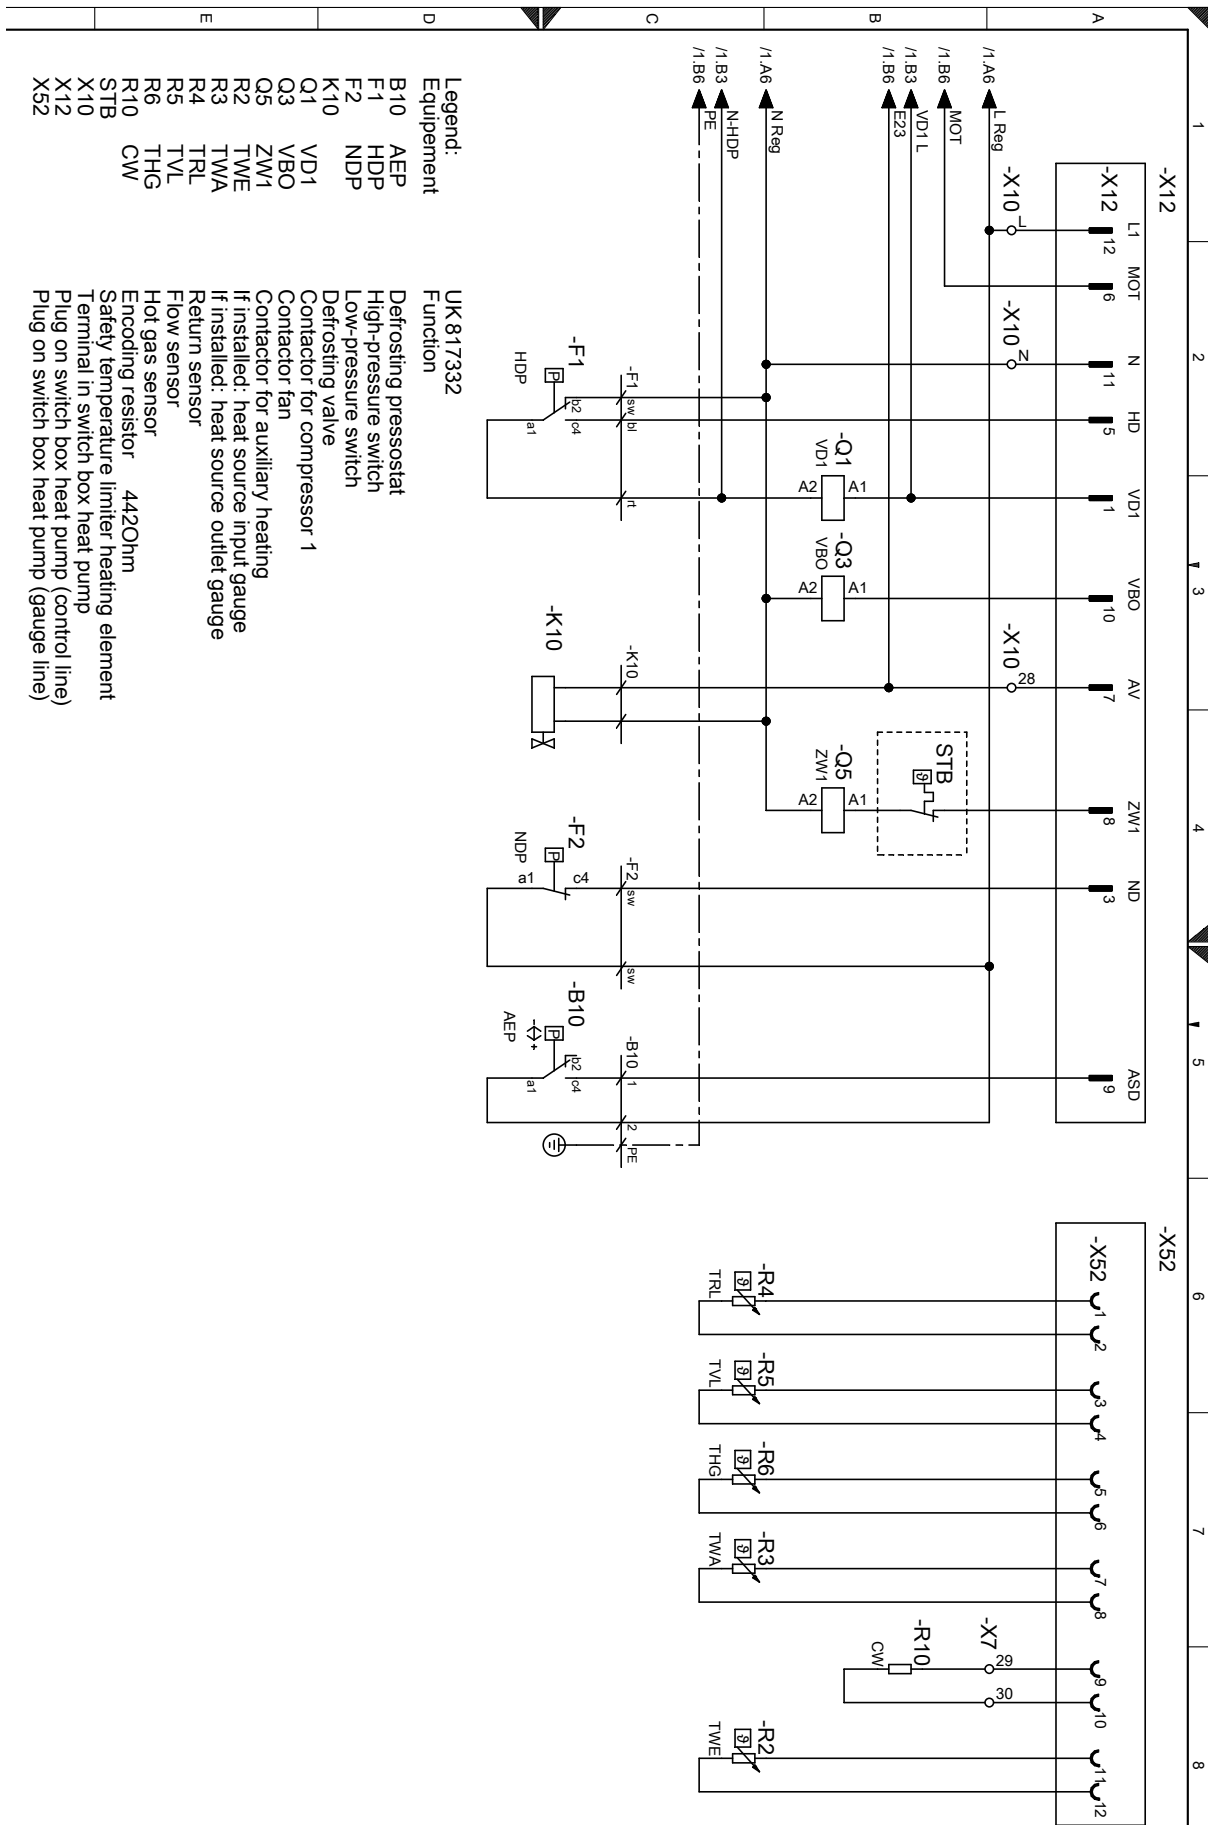 1
2
3
4
5
6
7
8
A
B
C
D
E
-X12
-X12
L1
12
MOT
6
N
11
HD
5
VD1
1
VBO
10
AV
7
ZW1
8
ND
3
ASD
9
/1.A6
L Reg
/1.B6
MOT
/1.B3
VD1 L
/1.B6
E23
/1.A6
N Reg
/1.B3
N-HDP
/1.B6
PE
-X10
L
-X10
N
-X10
28
-Q1
VD1
A1
A2
-Q3
VBO
A1
A2
STB
ϑ
-Q5
ZW1
A1
A2
-F1
sw
bl
rt
-F1
HDP
P
b2
c4
a1
-K10
-K10
-F2
sw
sw
-F2
NDP
P
a1
c4
-B10
1
2
PE
-B10
AEP
P
- +
b2
c4
a1
-X52
-X52
1
2
3
4
5
6
7
8
9
10
11
12
-R4
TRL
ϑ
-R5
TVL
ϑ
-R6
THG
ϑ
-R3
TWA
ϑ
-X7
29
30
-R10
CW
-R2
TWE
ϑ
Legend: UK 817332
Equipement Function
B10 AEP Defrosting pressostat
F1 HDP High-pressure switch
F2 NDP Low-pressure switch
K10 Defrosting valve
Q1 VD1 Contactor for compressor 1
Q3 VBO Contactor fan
Q5 ZW1 Contactor for auxiliary heating
R2 TWE If installed: heat source input gauge
R3 TWA If installed: heat source outlet gauge
R4 TRL Return sensor
R5 TVL Flow sensor
R6 THG Hot gas sensor
R10 CW Encoding resistor 442Ohm
STB Safety temperature limiter heating element
X10 Terminal in switch box heat pump
X12 Plug on switch box heat pump (control line)
X52 Plug on switch box heat pump (gauge line)